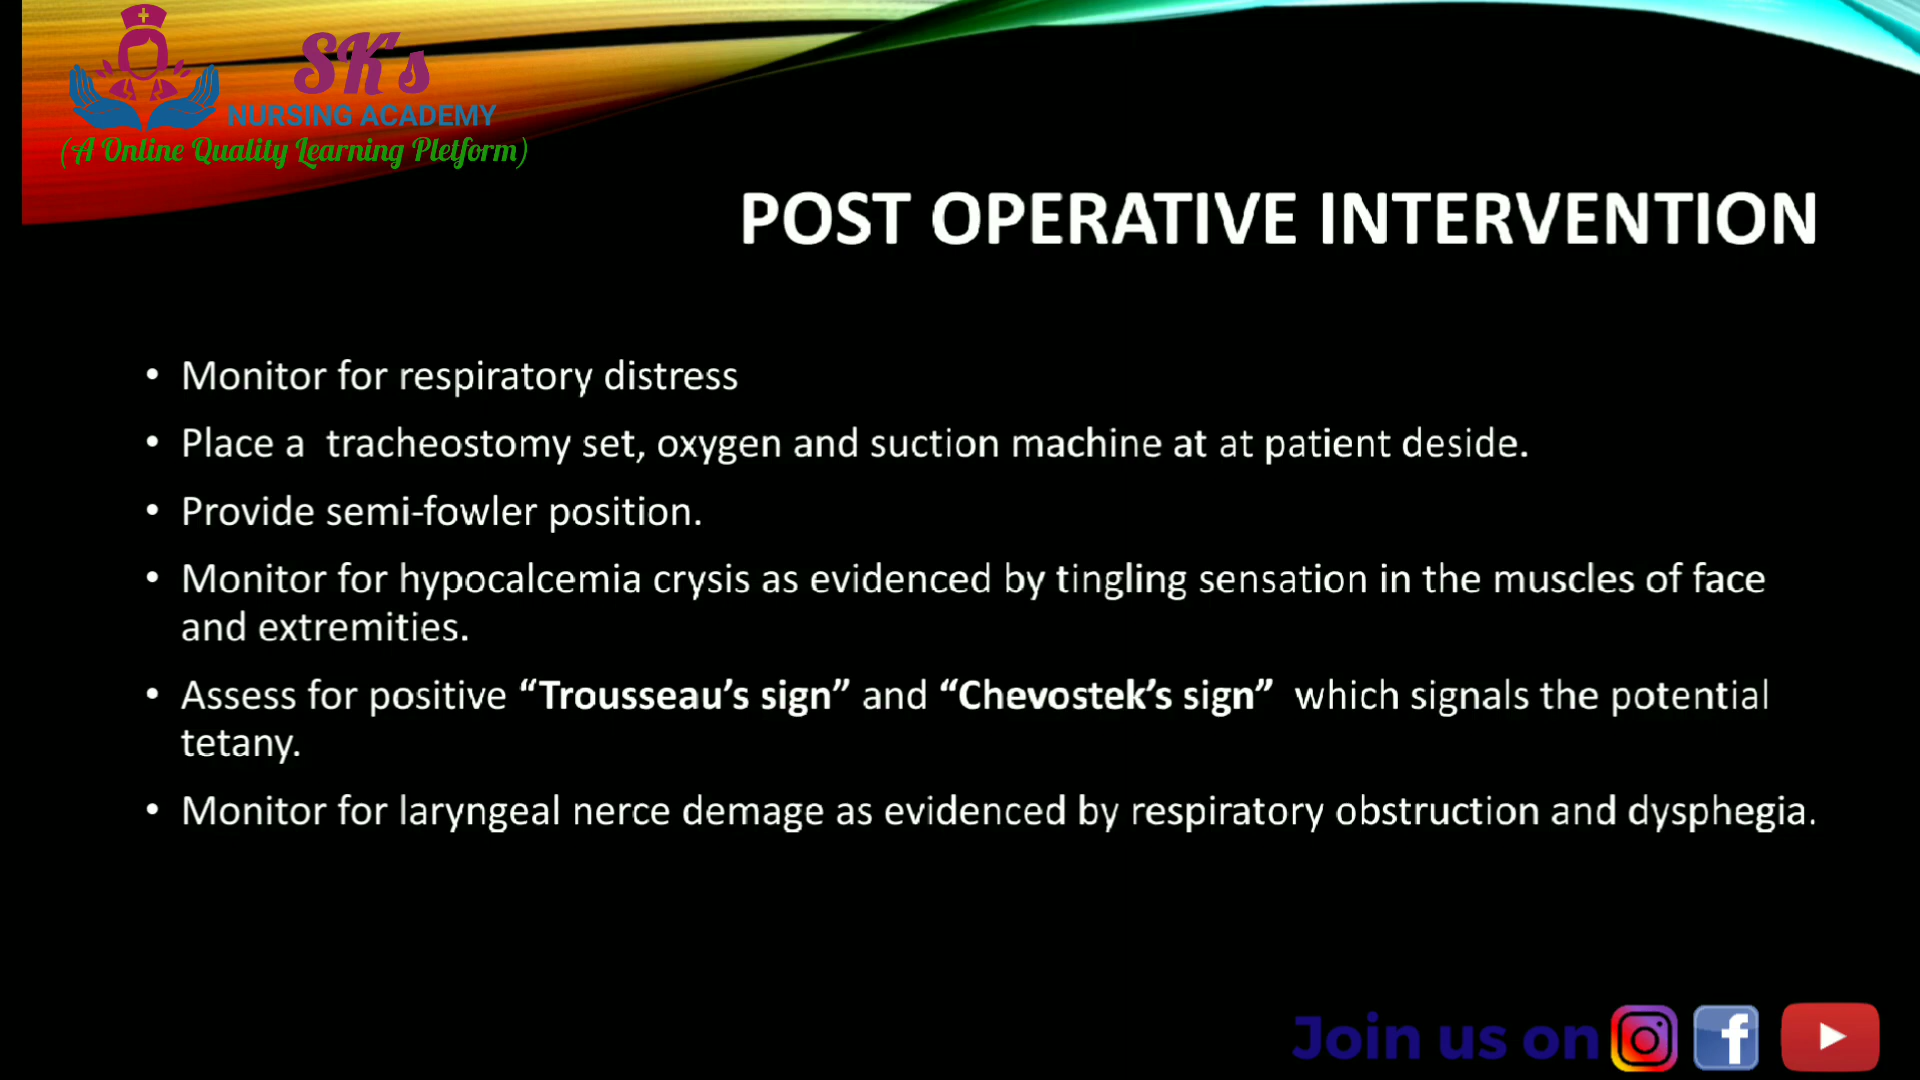 SK's
NURSING ACADEMY
(A Online Quality Learning Pletform)
POST OPERATIVE INTERVENTION
• Monitor for respiratory distress
• Place a tracheostomy set, oxygen and suction machine at at patient deside.
• Provide semi-fowler position.
• Monitor for hypocalcemia crysis as evidenced by tingling sensation in the muscles of face
and extremities.
• Assess for positive “Trousseau’s sign” and “Chevostek’s sign” which signals the potential
tetany.
• Monitor for laryngeal nerce demage as evidenced by respiratory obstruction and dysphegia.
Join us on